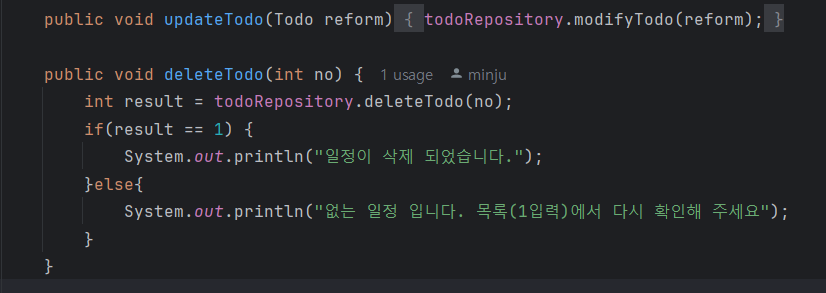 public void updateTodo(Todo reform) { todoRepository.modifyTodo(reform); }
public void deleteTodo(int no) { 1 usage minju
int result = todoRepository.deleteTodo(no);
if(result == 1) {
System.out.println("일정이 삭제 되었습니다.");
}else{
System.out.println("없는 일정 입니다. 목록(1입력)에서 다시 확인해 주세요");
}
}